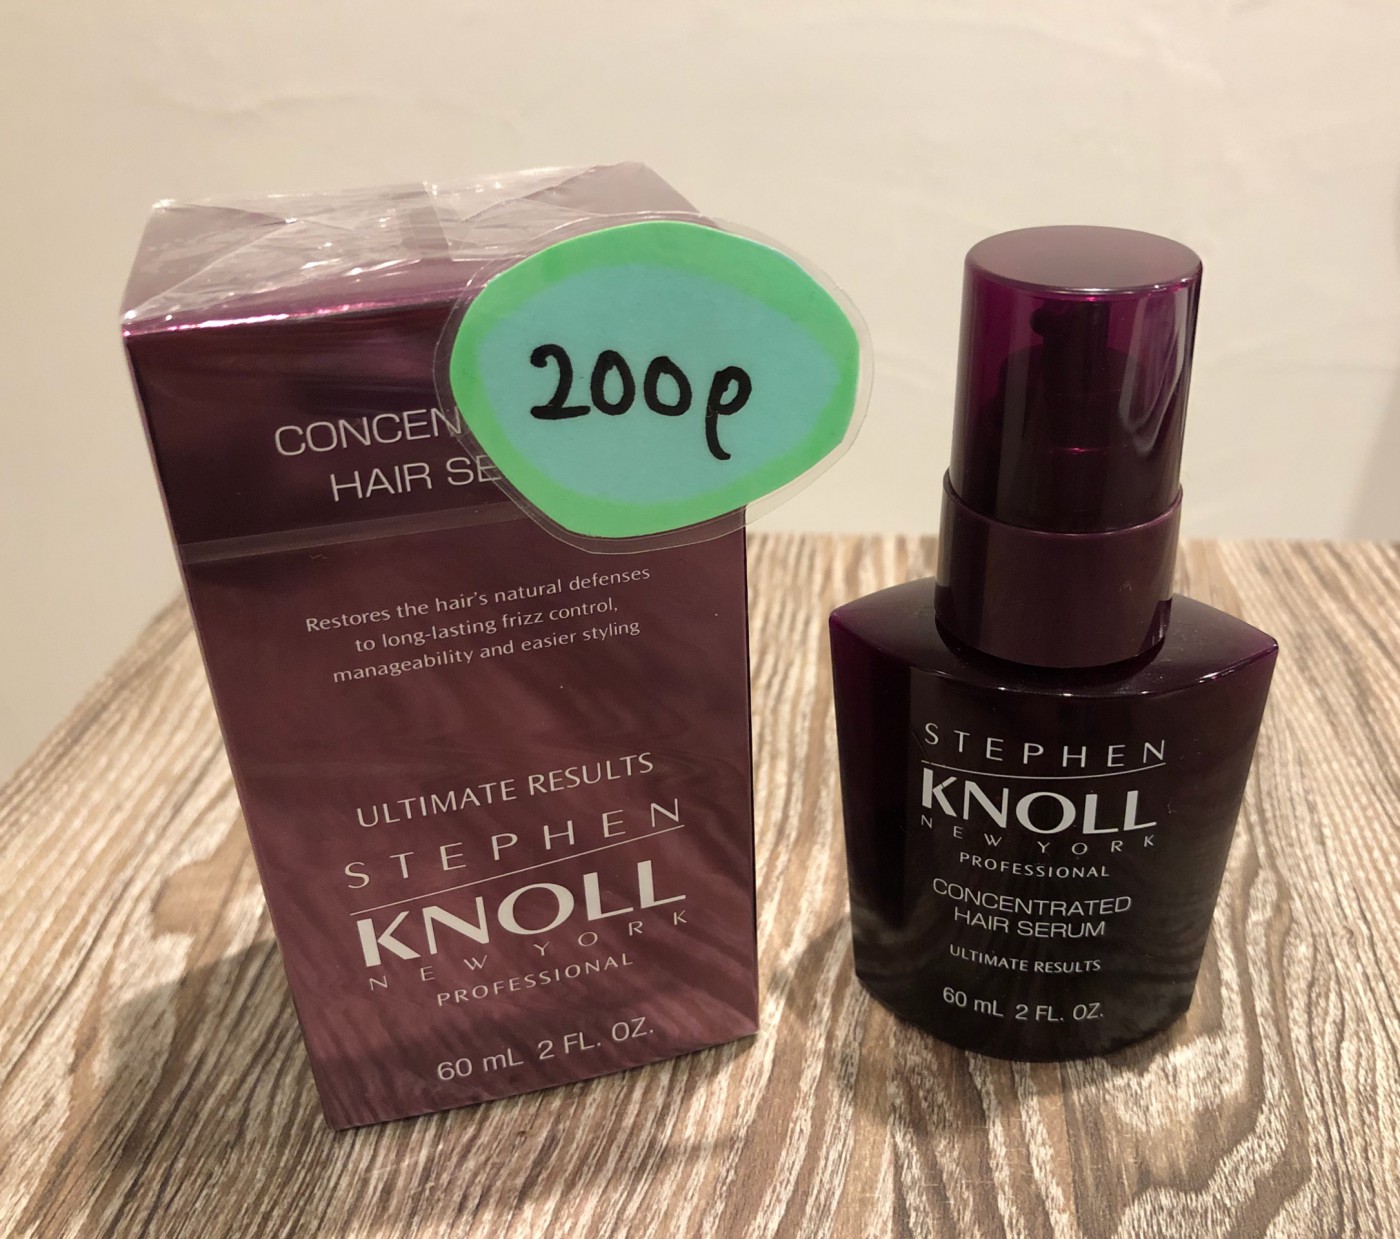 200p
CONCEN
HAIR SE
Restores the hair's natural defenses
to long-lasting frizz control,
manageability and easier styling
ULTIMATE RESULTS
STEPHEN
KNOLL
NEW YORK
PROFESSIONAL
60 mL 2 FL. OZ.
STEPHEN
KNOLL
NEW YORK
PROFESSIONAL
CONCENTRATED
HAIR SERUM
ULTIMATE RESULTS
60 mL 2 FL. OZ.